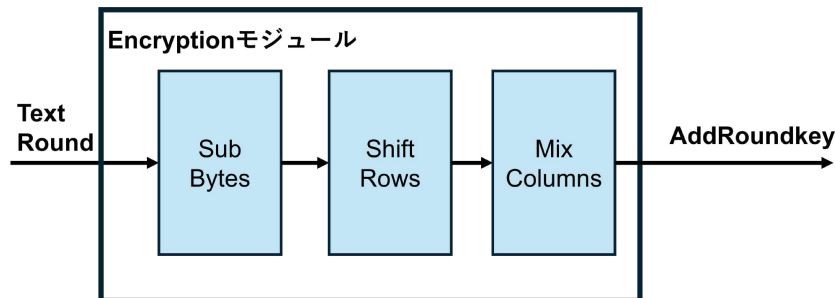 Encryptionモジュール
Text
Round
Sub
Bytes
Shift
Rows
Mix
Columns
AddRoundkey